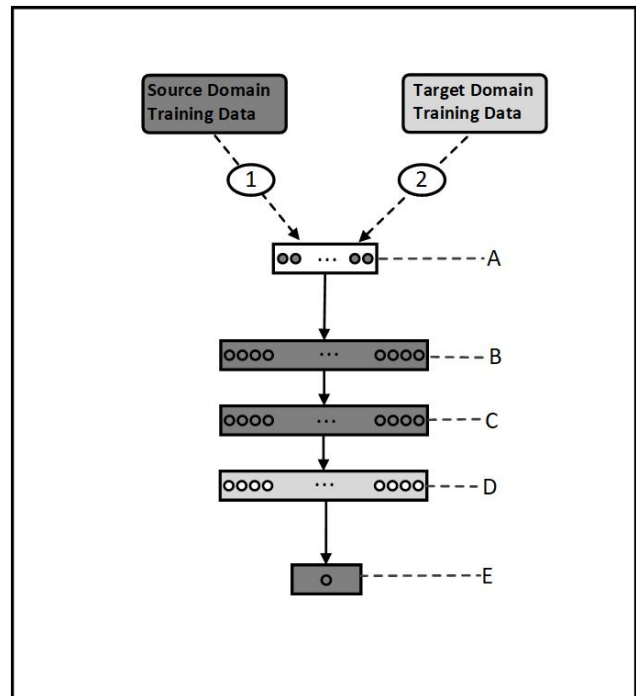 Source Domain
Training Data
Target Domain
Training Data
1
2
... A
... B
... C
... D
E